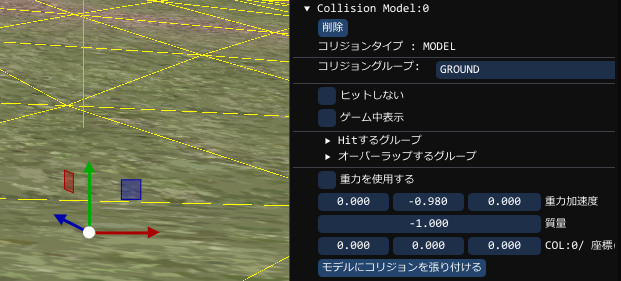 Collision Model:0
削除
コリジョンタイプ : MODEL
コリジョングループ: GROUND
ヒットしない
ゲーム中表示
Hitするグループ
オーバーラップするグループ
重力を使用する
0.000 -0.980 0.000 重力加速度
-1.000 質量
0.000 0.000 0.000 COL:0/ 座標
モデルにコリジョンを張り付ける